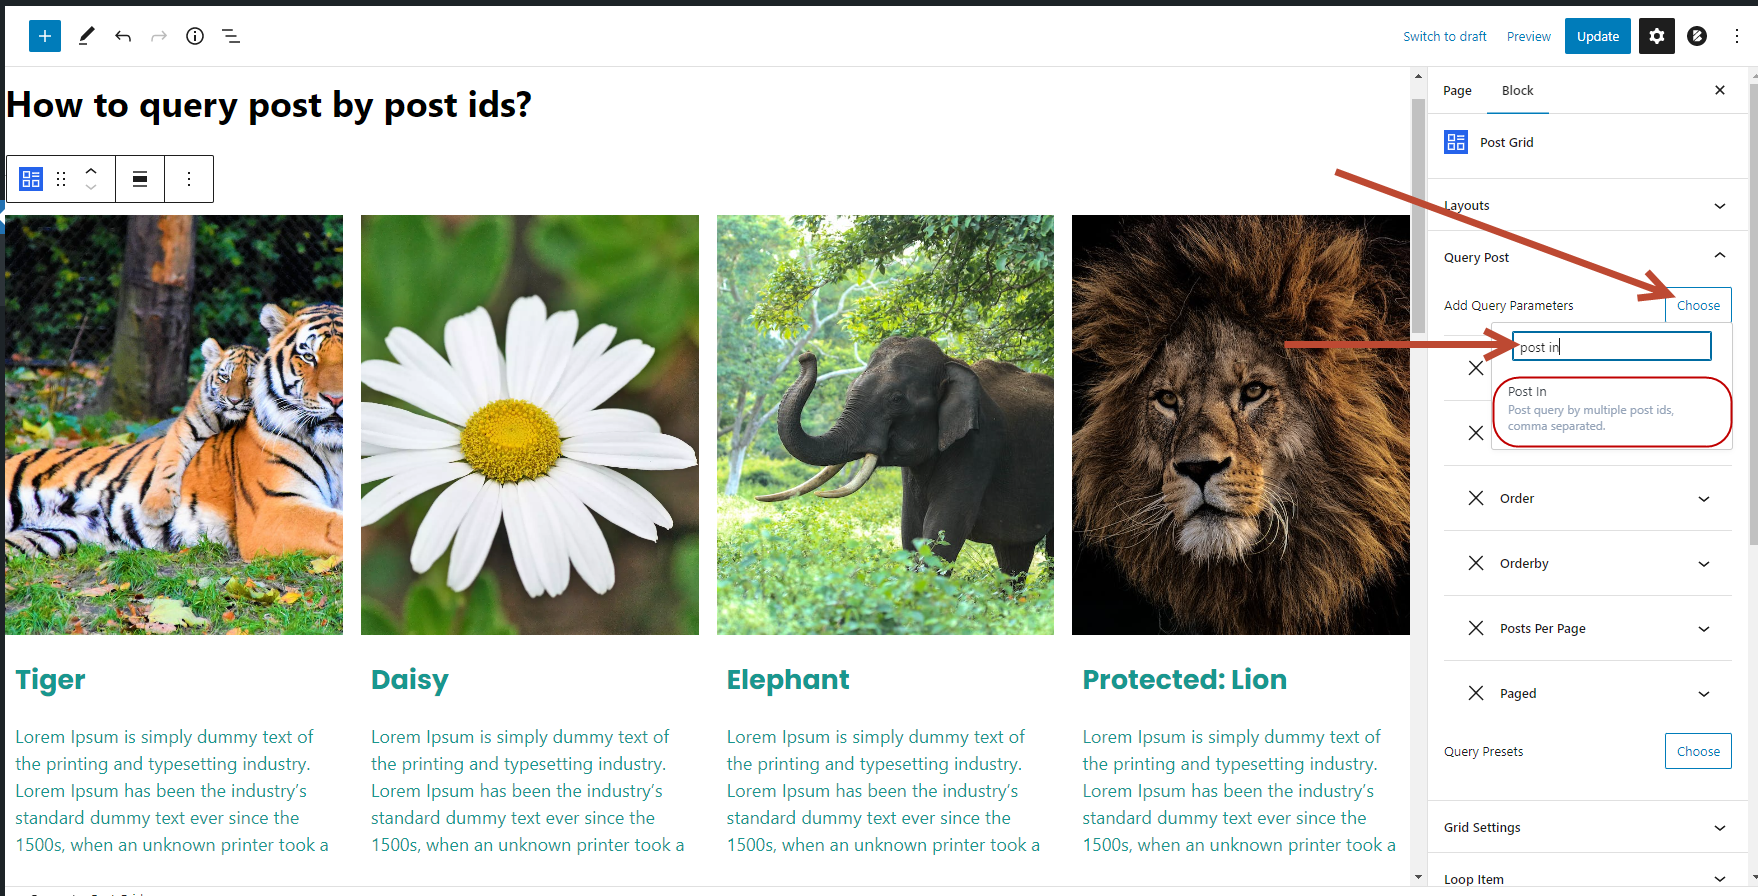 Switch to draft
Preview
Update
How to query post by post ids?
Page
Block
Post Grid
Layouts
Query Post
Add Query Parameters
Choose
post in
Post In
Post query by multiple post ids,
comma separated.
Order
Orderby
Posts Per Page
Paged
Query Presets
Choose
Grid Settings
Loop Item
Tiger
Lorem Ipsum is simply dummy text of
the printing and typesetting industry.
Lorem Ipsum has been the industry’s
standard dummy text ever since the
1500s, when an unknown printer took a
Daisy
Lorem Ipsum is simply dummy text of
the printing and typesetting industry.
Lorem Ipsum has been the industry’s
standard dummy text ever since the
1500s, when an unknown printer took a
Elephant
Lorem Ipsum is simply dummy text of
the printing and typesetting industry.
Lorem Ipsum has been the industry’s
standard dummy text ever since the
1500s, when an unknown printer took a
Protected: Lion
Lorem Ipsum is simply dummy text of
the printing and typesetting industry.
Lorem Ipsum has been the industry’s
standard dummy text ever since the
1500s, when an unknown printer took a